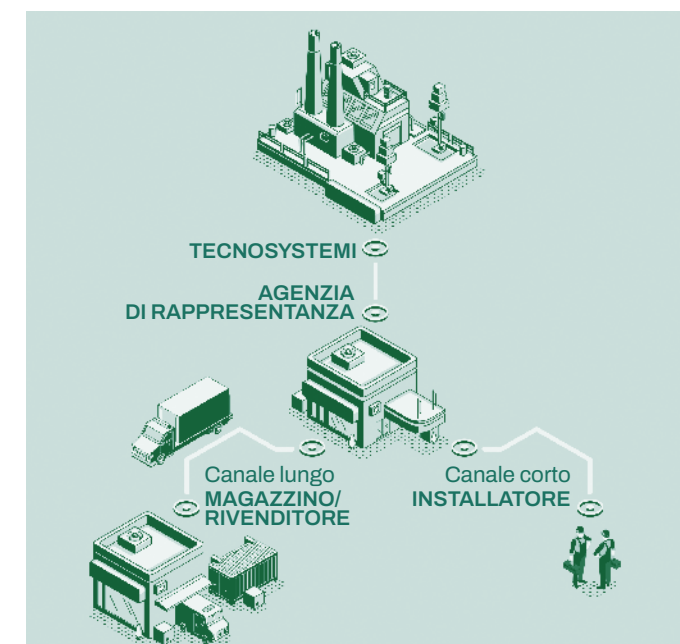 TECNOSYSTEMI
AGENZIA
DI RAPPRESENTANZA
Canale lungo
MAGAZZINO/
RIVENDITORE
Canale corto
INSTALLATORE